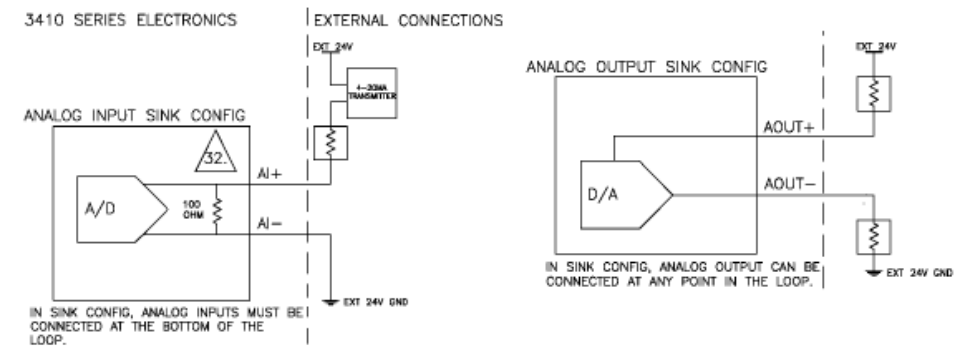 3410 SERIES ELECTRONICS
EXTERNAL CONNECTIONS
EXT 24V
4-20MA
TRANSMITTER
ANALOG INPUT SINK CONFIG
32.
AI+
A/D
100
OHM
AI-
EXT 24V GND
IN SINK CONFIG, ANALOG INPUTS MUST BE
CONNECTED AT THE BOTTOM OF THE
LOOP.
EXT 24V
ANALOG OUTPUT SINK CONFIG
AOUT+
D/A
AOUT-
IN SINK CONFIG, ANALOG OUTPUT CAN BE
CONNECTED AT ANY POINT IN THE LOOP.
EXT 24V GND